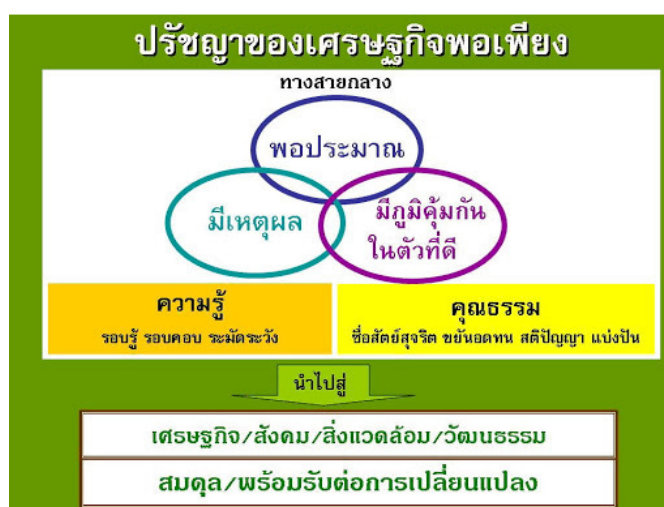 ปรัชญาของเศรษฐกิจพอเพียง
ทางสายกลาง
พอประมาณ
มีเหตุผล
มีภูมิคุ้มกัน
ในตัวที่ดี
ความรู้
รอบรู้ รอบคอบ ระมัดระวัง
คุณธรรม
ซื่อสัตย์สุจริต ขยันอดทน สติปัญญา แบ่งปัน
นำไปสู่
เศรษฐกิจ/สังคม/สิ่งแวดล้อม/วัฒนธรรม
สมดุล/พร้อมรับต่อการเปลี่ยนแปลง